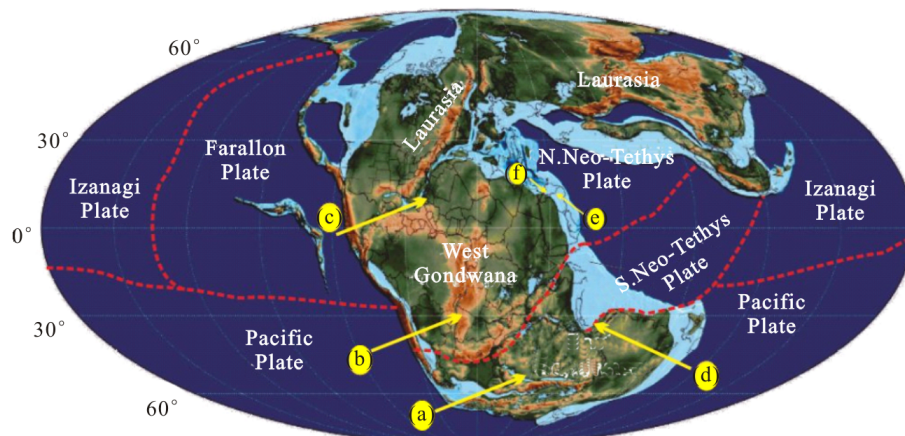 60°
30°
0°
30°
60°
Laurasia
Laurasia
Farallon
Plate
N.Neo-Tethys
Plate
f
e
Izanagi
Plate
Izanagi
Plate
c
West
Gondwana
S.Neo-Tethys
Plate
Pacific
Plate
Pacific
Plate
b
d
a